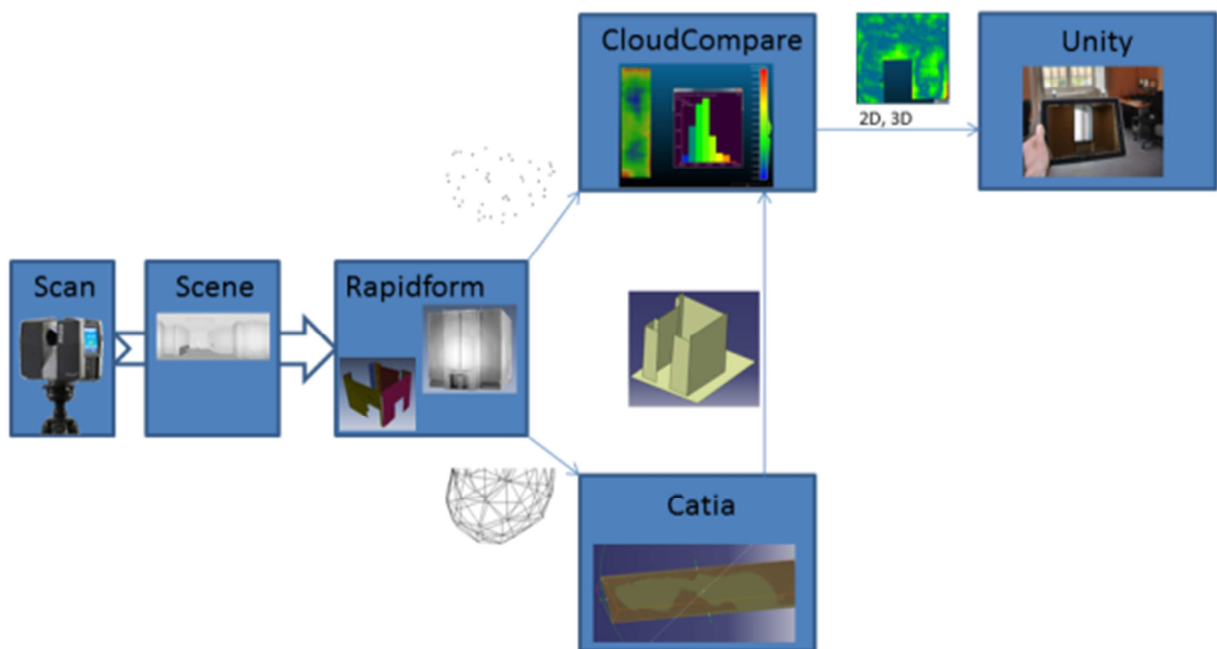 CloudCompare
Unity
2D, 3D
Scan
Scene
Rapidform
Catia